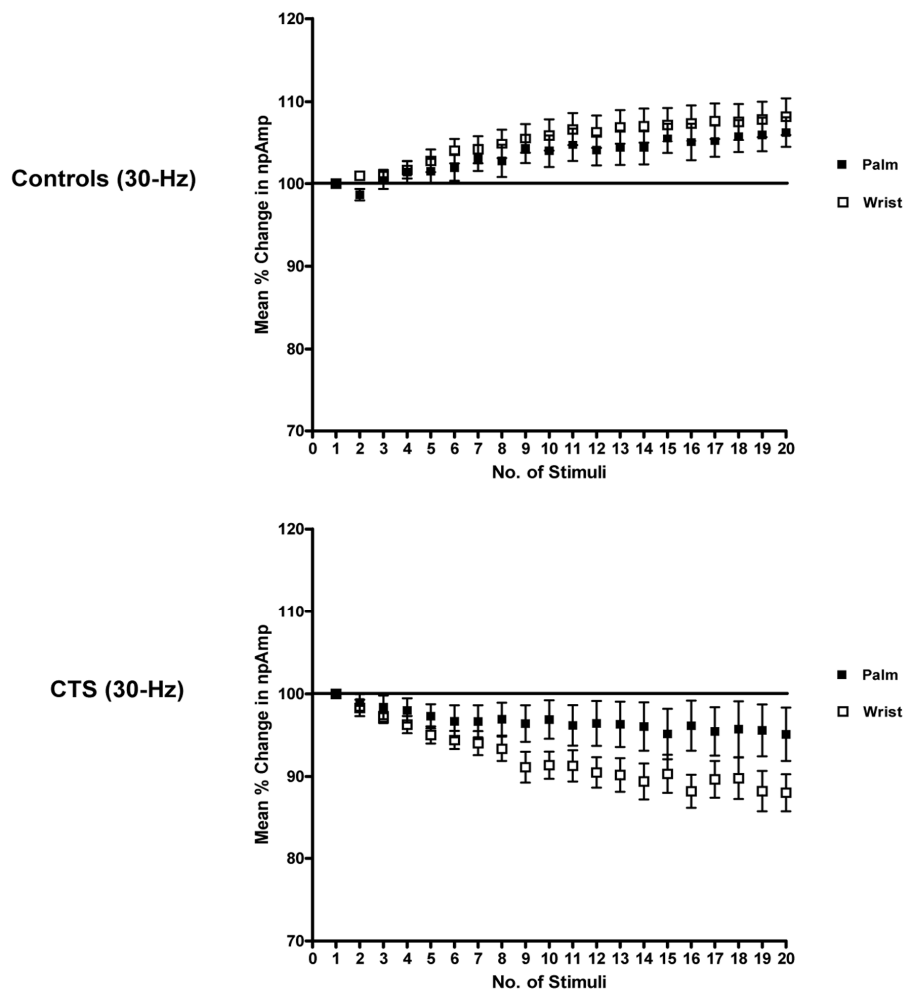 120
110
100
90
80
70
Mean % Change in npAmp
Controls (30-Hz)
0 1 2 3 4 5 6 7 8 9 10 11 12 13 14 15 16 17 18 19 20
No. of Stimuli
Palm
Wrist
120
110
100
90
80
70
Mean % Change in npAmp
CTS (30-Hz)
0 1 2 3 4 5 6 7 8 9 10 11 12 13 14 15 16 17 18 19 20
No. of Stimuli
Palm
Wrist